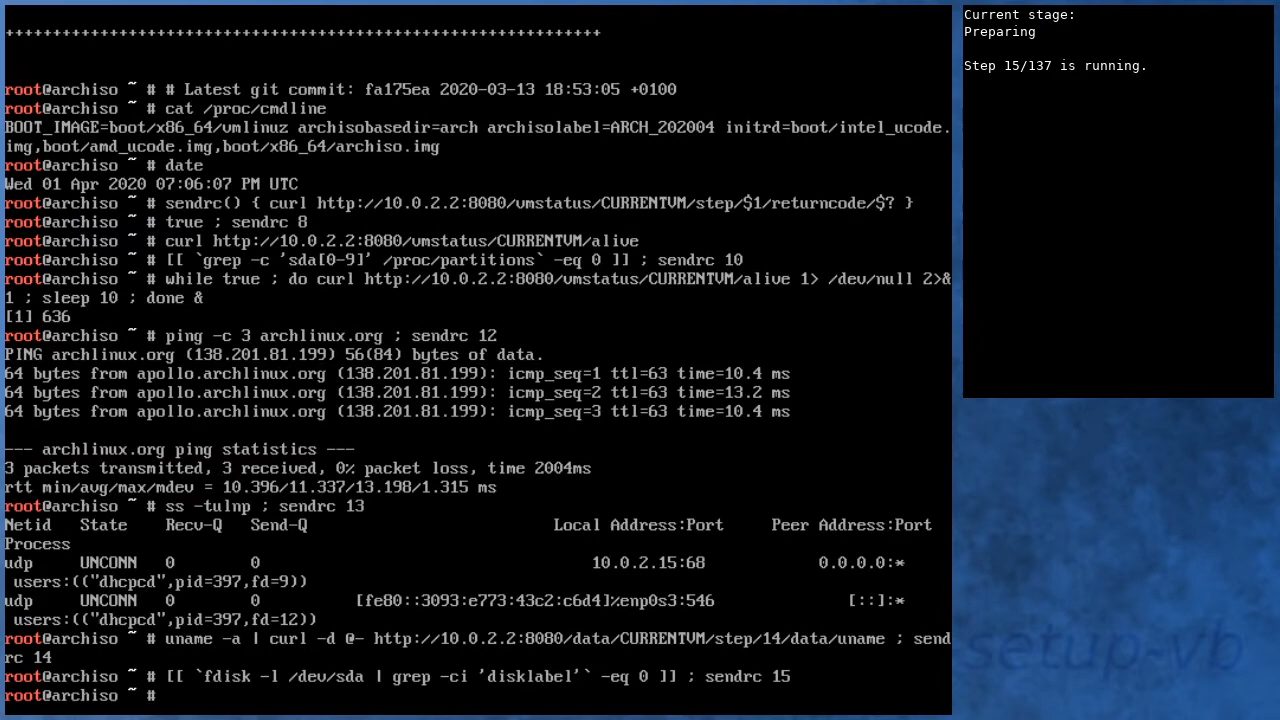 ++++++++++++++++++++++++++++++++++++++++++++++++++++++++++++++++
root@archiso ~ # # Latest git commit: fa175ea 2020-03-13 18:53:05 +0100
root@archiso ~ # cat /proc/cmdline
BOOT_IMAGE=boot/x86_64/vmlinuz archisobasedir=arch archisolabel=ARCH_202004 initrd=boot/intel_ucode.
img,boot/amd_ucode.img,boot/x86_64/archiso.img
root@archiso ~ # date
Wed 01 Apr 2020 07:06:07 PM UTC
root@archiso ~ # sendrc() { curl http://10.0.2.2:8080/vmstatus/CURRENTVM/step/$1/returncode/$? }
root@archiso ~ # true ; sendrc 8
root@archiso ~ # curl http://10.0.2.2:8080/vmstatus/CURRENTVM/alive
root@archiso ~ # [[ `grep -c 'sda[0-9]' /proc/partitions` -eq 0 ]] ; sendrc 10
root@archiso ~ # while true ; do curl http://10.0.2.2:8080/vmstatus/CURRENTVM/alive 1> /dev/null 2>&
1 ; sleep 10 ; done &
[1] 636
root@archiso ~ # ping -c 3 archlinux.org ; sendrc 12
PING archlinux.org (138.201.81.199) 56(84) bytes of data.
64 bytes from apollo.archlinux.org (138.201.81.199): icmp_seq=1 ttl=63 time=10.4 ms
64 bytes from apollo.archlinux.org (138.201.81.199): icmp_seq=2 ttl=63 time=13.2 ms
64 bytes from apollo.archlinux.org (138.201.81.199): icmp_seq=3 ttl=63 time=10.4 ms
--- archlinux.org ping statistics ---
3 packets transmitted, 3 received, 0% packet loss, time 2004ms
rtt min/avg/max/mdev = 10.396/11.337/13.198/1.315 ms
root@archiso ~ # ss -tulnp ; sendrc 13
Netid State Recv-Q Send-Q Local Address:Port Peer Address:Port
Process
udp UNCONN 0 0 10.0.2.15:68 0.0.0.0:*
users:(("dhcpcd",pid=397,fd=9))
udp UNCONN 0 0 [fe80::3093:e773:43c2:c6d4]%enp0s3:546 [::]:*
users:(("dhcpcd",pid=397,fd=12))
root@archiso ~ # uname -a | curl -d @- http://10.0.2.2:8080/data/CURRENTVM/step/14/data/uname ; send
rc 14
root@archiso ~ # [[ `fdisk -l /dev/sda | grep -ci 'disklabel'` -eq 0 ]] ; sendrc 15
root@archiso ~ #
Current stage:
Preparing
Step 15/137 is running.
setup-vb